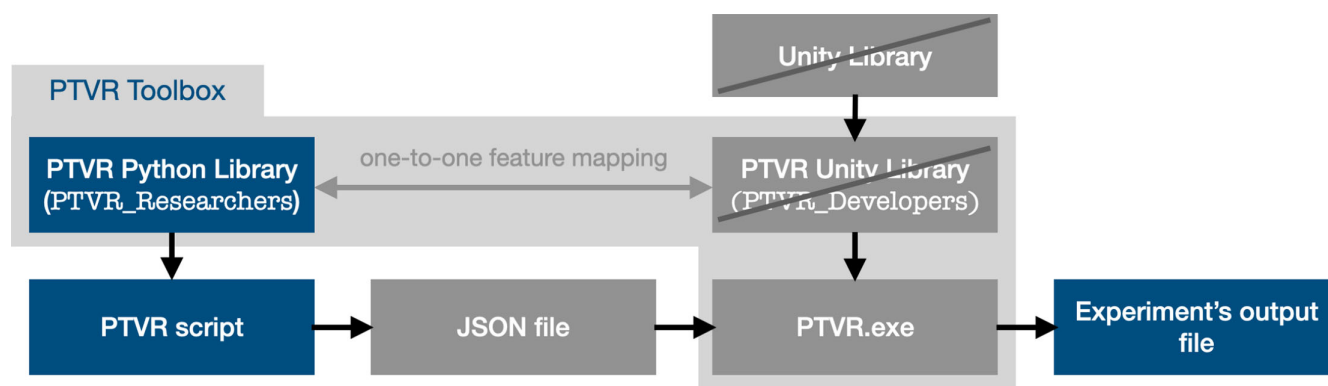 Unity Library
PTVR Toolbox
PTVR Python Library
(PTVR_Researchers)
one-to-one feature mapping
PTVR Unity Library
(PTVR_Developers)
PTVR script
JSON file
PTVR.exe
Experiment's output
file